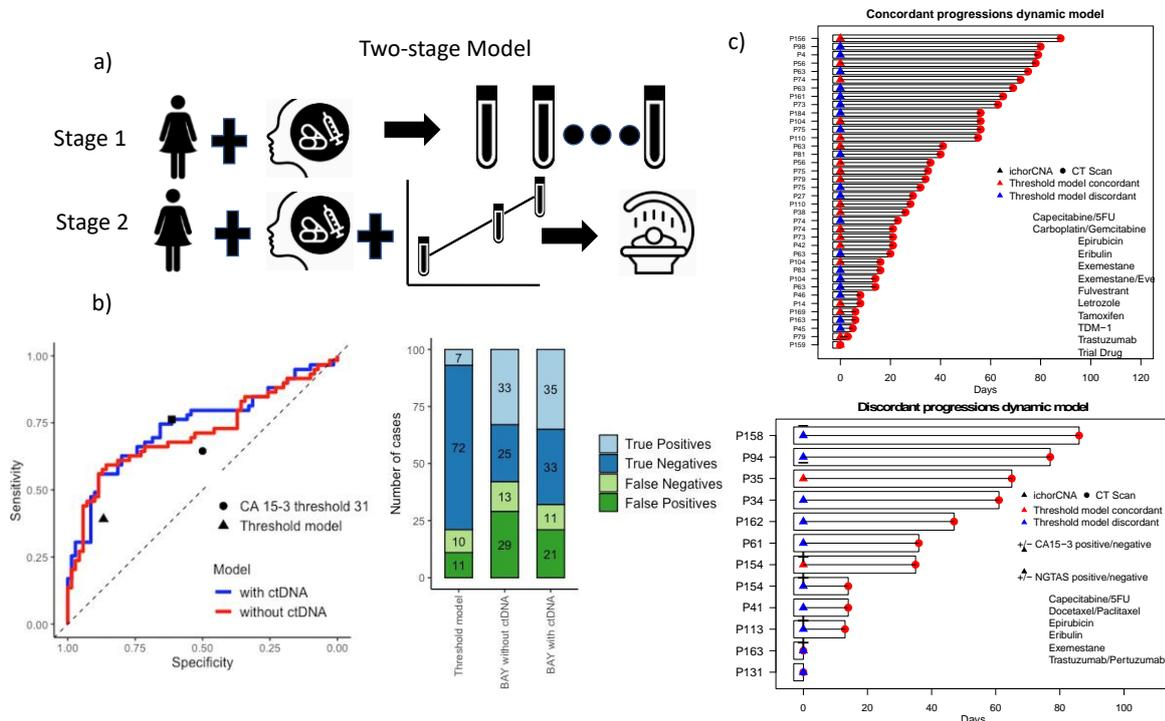 Two-stage Model
a)
Stage 1
Stage 2
b)
1.00
0.75
0.50
0.25
0.00
Sensitivity
1.00
0.75
0.50
0.25
0.00
Specificity
CA 15-3 threshold 31
Threshold model
Model
with ctDNA
without ctDNA
Number of cases
100
75
50
25
0
7
72
10
11
33
25
13
29
35
33
11
21
Threshold model
BAY without ctDNA
BAY with ctDNA
True Positives
True Negatives
False Negatives
False Positives
c)
Concordant progressions dynamic model
P156
P98
P4
P56
P63
P74
P63
P161
P73
P184
P104
P75
P110
P63
P81
P56
P75
P79
P75
P27
P110
P38
P74
P74
P73
P42
P63
P104
P83
P104
P63
P46
P14
P169
P163
P45
P79
P159
ichorCNA CT Scan
Threshold model concordant
Threshold model discordant
Capecitabine/5FU
Carboplatin/Gemcitabine
Epirubicin
Eribulin
Exemestane
Exemestane/Eve
Fulvestrant
Letrozole
Tamoxifen
TDM−1
Trastuzumab
Trial Drug
0 20 40 60 80 100 120
Days
Discordant progressions dynamic model
P158
P94
P35
P34
P162
P61
P154
P154
P41
P113
P163
P131
ichorCNA CT Scan
Threshold model concordant
Threshold model discordant
+/− CA15−3 positive/negative
+/− NGTAS positive/negative
Capecitabine/5FU
Docetaxel/Paclitaxel
Epirubicin
Eribulin
Exemestane
Trastuzumab/Pertuzumab
0 20 40 60 80 100
Days